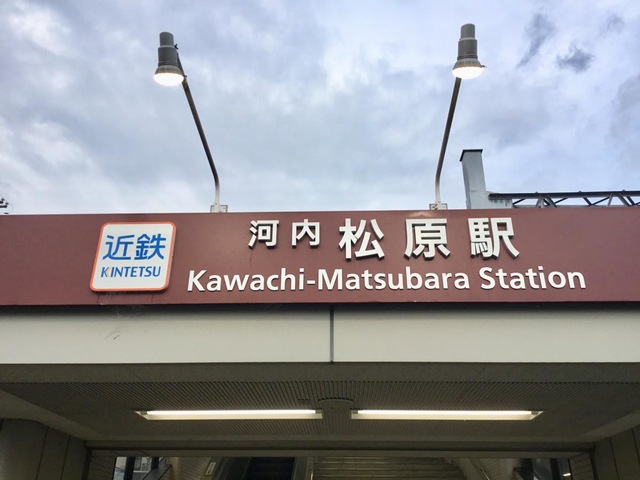 近鉄
KINTETSU
河内 松原駅
Kawachi-Matsubara Station